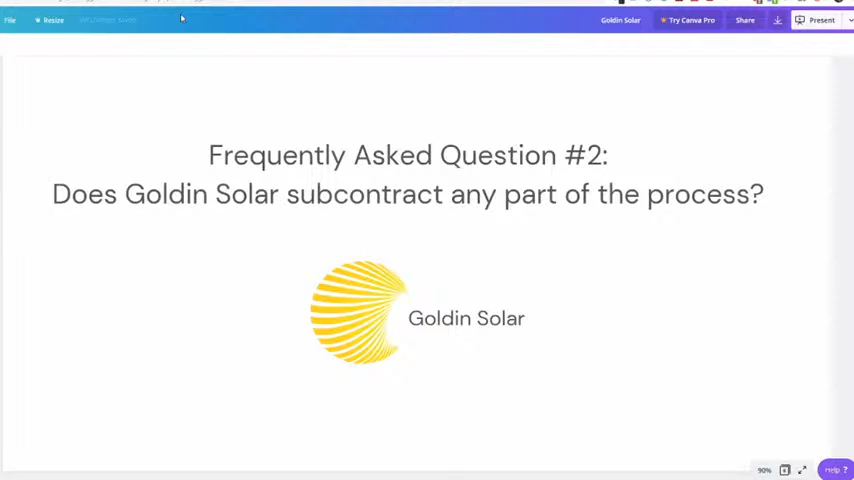 File
Resize
Goldin Solar
Try Canva Pro
Share
Present
Frequently Asked Question #2:
Does Goldin Solar subcontract any part of the process?
Goldin Solar
90%
Help ?